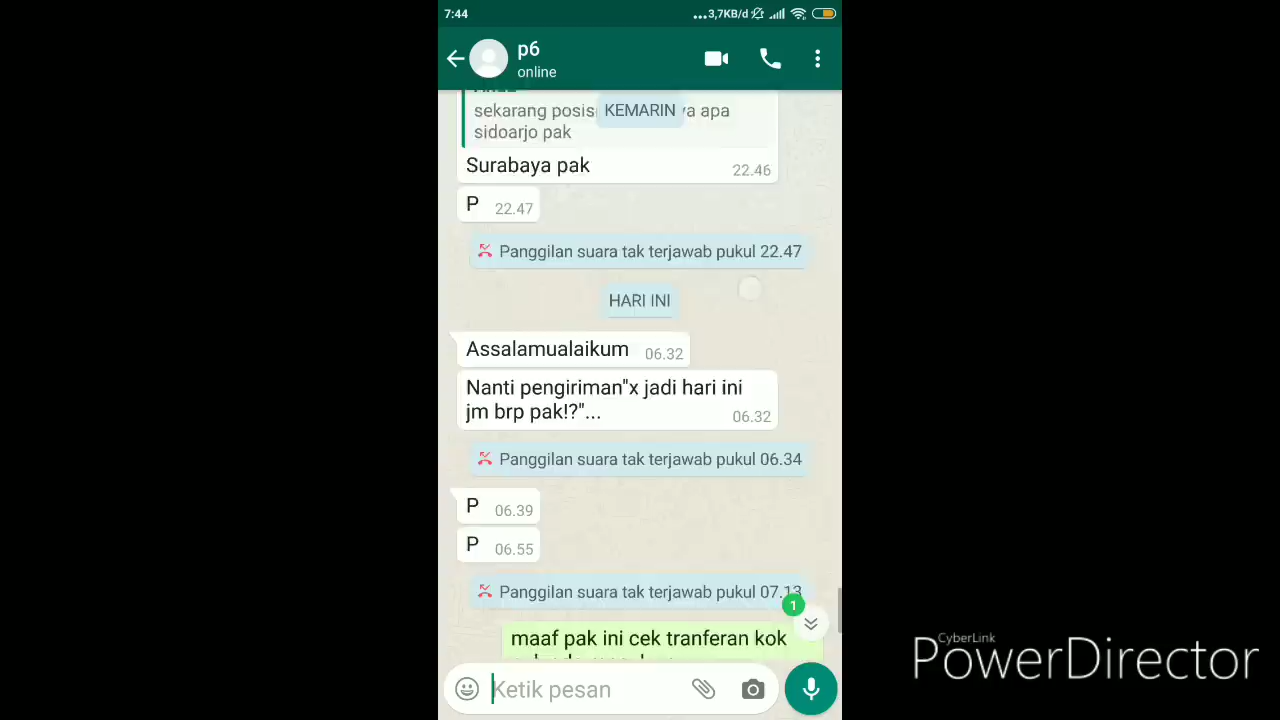 7:44
...3,7KB/d
p6
online
KEMARIN
sekarang posis ya apa
sidoarjo pak
Surabaya pak
22.46
P 22.47
Panggilan suara tak terjawab pukul 22.47
HARI INI
Assalamualaikum 06.32
Nanti pengiriman"x jadi hari ini
jm brp pak!?"...
06.32
Panggilan suara tak terjawab pukul 06.34
P 06.39
P 06.55
Panggilan suara tak terjawab pukul 07.13
1
maaf pak ini cek tranferan kok
Ketik pesan
CyberLink
PowerDirector